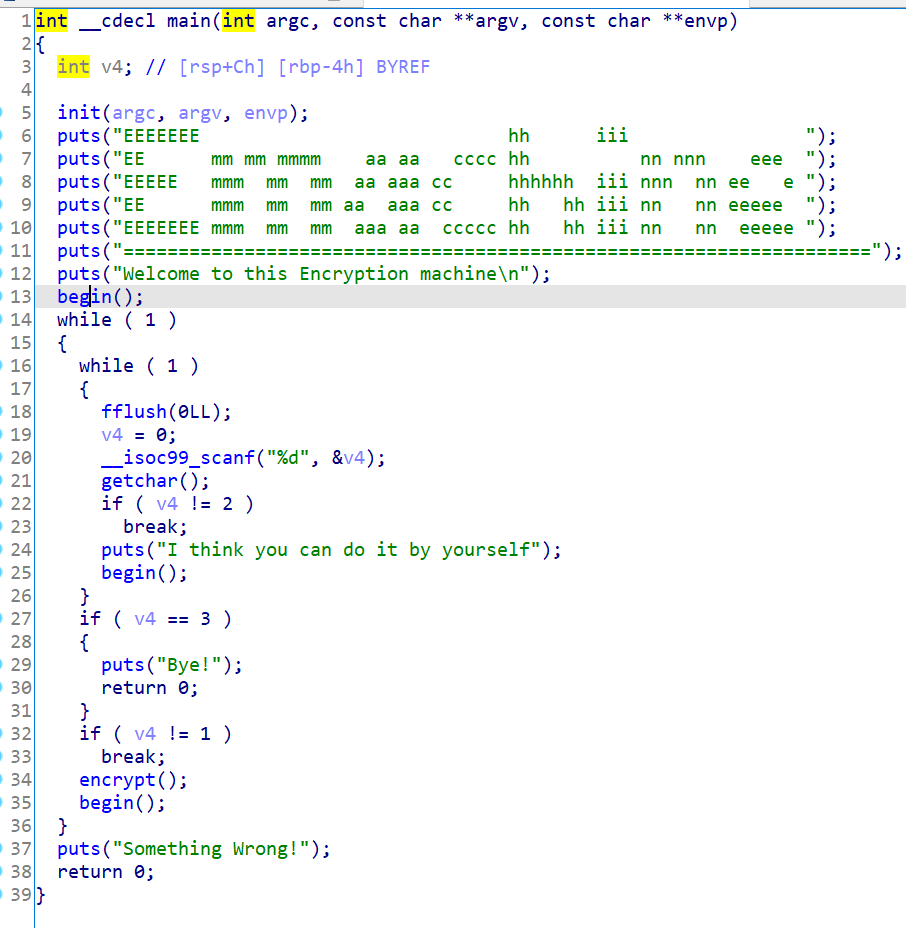 1 int __cdecl main(int argc, const char **argv, const char **envp)
2 {
3   int v4; // [rsp+Ch] [rbp-4h] BYREF
4
5   init(argc, argv, envp);
6   puts("EEEEEEE                            hh      iii                ");
7   puts("EE      mm mm mmmm    aa aa   cccc hh          nn nnn    eee  ");
8   puts("EEEEE   mmm  mm  mm  aa aaa cc     hhhhhh  iii nnn  nn ee   e ");
9   puts("EE      mmm  mm  mm aa  aaa cc     hh   hh iii nn   nn eeeee  ");
10   puts("EEEEEEE mmm  mm  mm  aaa aa  ccccc hh   hh iii nn   nn  eeeee ");
11   puts("====================================================================");
12   puts("Welcome to this Encryption machine\n");
13   begin();
14   while ( 1 )
15   {
16     while ( 1 )
17     {
18       fflush(0LL);
19       v4 = 0;
20       __isoc99_scanf("%d", &v4);
21       getchar();
22       if ( v4 != 2 )
23         break;
24       puts("I think you can do it by yourself");
25       begin();
26     }
27     if ( v4 == 3 )
28     {
29       puts("Bye!");
30       return 0;
31     }
32     if ( v4 != 1 )
33       break;
34     encrypt();
35     begin();
36   }
37   puts("Something Wrong!");
38   return 0;
39 }